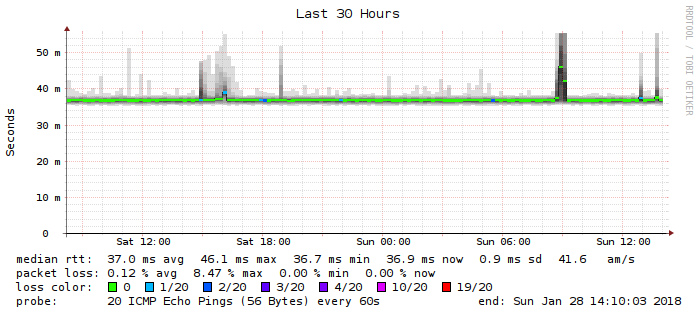 Last 30 Hours
RRDTOOL / TOBI OETIKER
Seconds
50 m
40 m
30 m
20 m
10 m
0
Sat 12:00 Sat 18:00 Sun 00:00 Sun 06:00 Sun 12:00
median rtt: 37.0 ms avg 46.1 ms max 36.7 ms min 36.9 ms now 0.9 ms sd 41.6 am/s
packet loss: 0.12 % avg 8.47 % max 0.00 % min 0.00 % now
loss color: 0 1/20 2/20 3/20 4/20 10/20 19/20
probe: 20 ICMP Echo Pings (56 Bytes) every 60s end: Sun Jan 28 14:10:03 2018